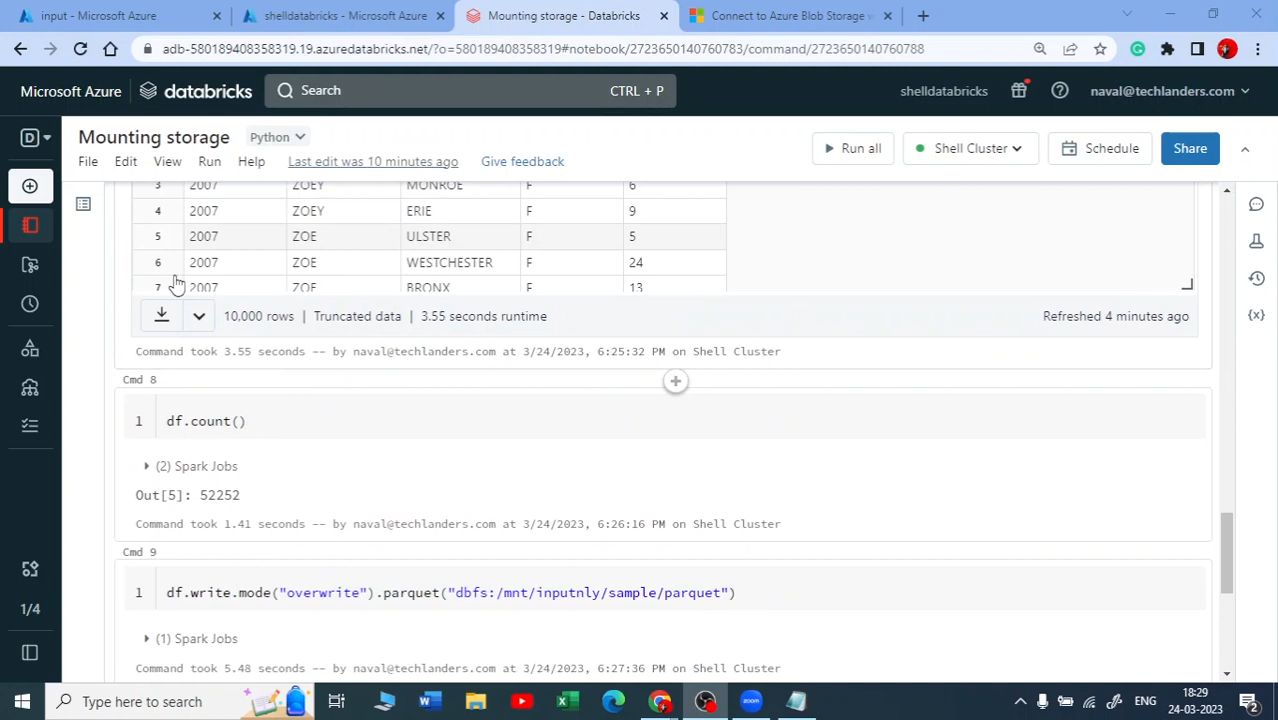 input - Microsoft Azure
shelldatabricks - Microsoft Azure
Mounting storage - Databricks
Connect to Azure Blob Storage w
adb-580189408358319.19.azuredatabricks.net/?o=580189408358319#notebook/2723650140760783/command/2723650140760788
Microsoft Azure
databricks
Search
CTRL + P
shelldatabricks
naval@techlanders.com
D
Mounting storage
Python
File
Edit
View
Run
Help
Last edit was 10 minutes ago
Give feedback
Run all
Shell Cluster
Schedule
Share
3 2007 ZOEY MONROE F 6
4 2007 ZOEY ERIE F 9
5 2007 ZOE ULSTER F 5
6 2007 ZOE WESTCHESTER F 24
7 2007 ZOE BRONX F 13
10,000 rows | Truncated data | 3.55 seconds runtime
Refreshed 4 minutes ago
Command took 3.55 seconds -- by naval@techlanders.com at 3/24/2023, 6:25:32 PM on Shell Cluster
Cmd 8
1 df.count()
(2) Spark Jobs
Out[5]: 52252
Command took 1.41 seconds -- by naval@techlanders.com at 3/24/2023, 6:26:16 PM on Shell Cluster
Cmd 9
1 df.write.mode("overwrite").parquet("dbfs:/mnt/inputnly/sample/parquet")
(1) Spark Jobs
Command took 5.48 seconds -- by naval@techlanders.com at 3/24/2023, 6:27:36 PM on Shell Cluster
1/4
Type here to search
zoom
ENG
18:29
24-03-2023
2